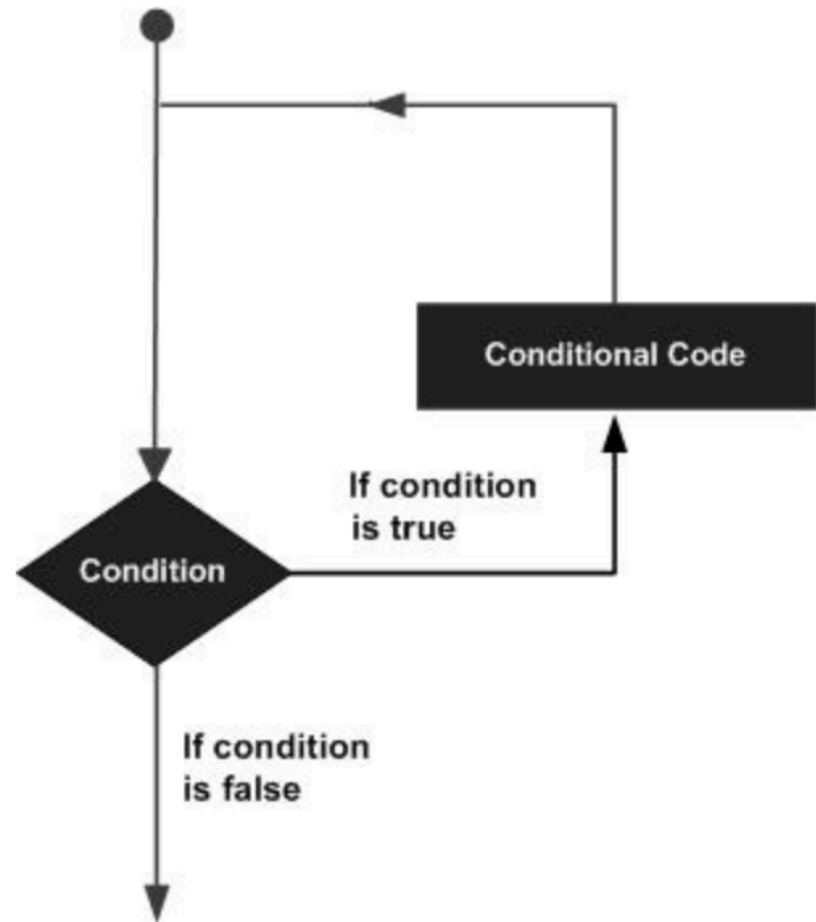 Conditional Code
If condition
is true
Condition
If condition
is false